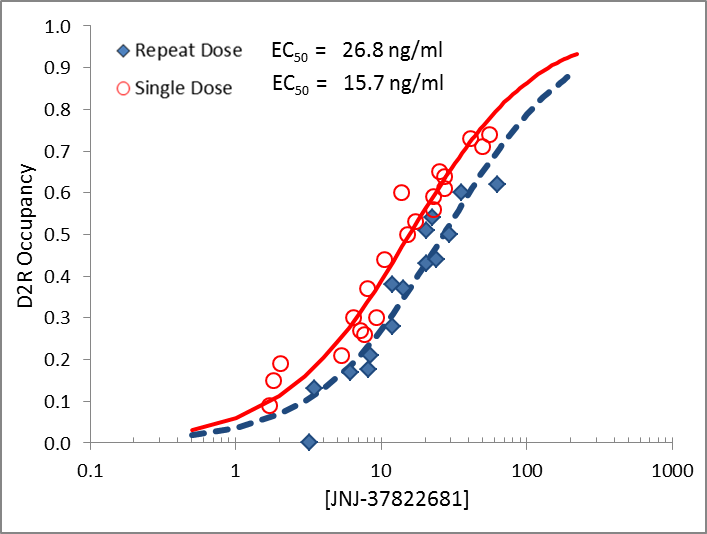 Repeat Dose EC50 = 26.8 ng/ml
Single Dose EC50 = 15.7 ng/ml
D2R Occupancy
1.0
0.9
0.8
0.7
0.6
0.5
0.4
0.3
0.2
0.1
0.0
0.1 1 10 100 1000
[JNJ-37822681]